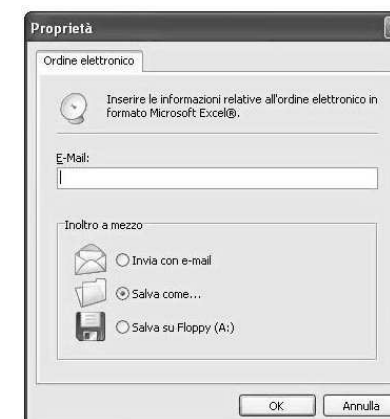 Proprietà
Ordine elettronico
Inserire le informazioni relative all'ordine elettronico in
formato Microsoft Excel®.
E-Mail:
Inoltro a mezzo
Invia con e-mail
Salva come...
Salva su Floppy (A:)
OK Annulla